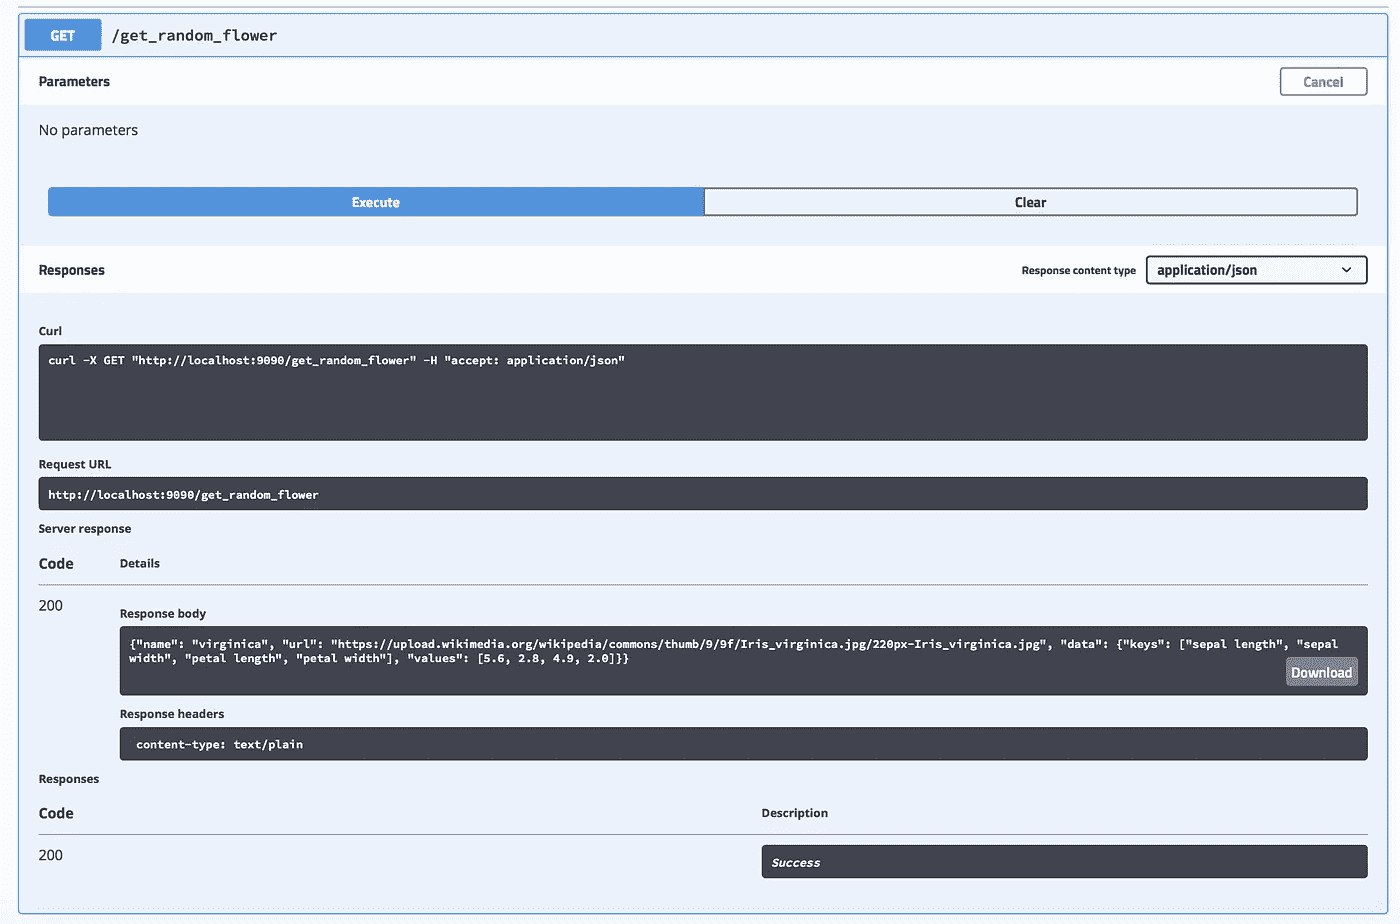 GET /get_random_flower
Parameters
Cancel
No parameters
Execute
Clear
Responses
Response content type
application/json
Curl
curl -X GET "http://localhost:9090/get_random_flower" -H "accept: application/json"
Request URL
http://localhost:9090/get_random_flower
Server response
Code
Details
200
Response body
{"name": "virginica", "url": "https://upload.wikimedia.org/wikipedia/commons/thumb/9/9f/Iris_virginica.jpg/220px-Iris_virginica.jpg", "data": {"keys": ["sepal length", "sepal
width", "petal length", "petal width"], "values": [5.6, 2.8, 4.9, 2.0]}}
Download
Response headers
content-type: text/plain
Responses
Code
Description
200
Success